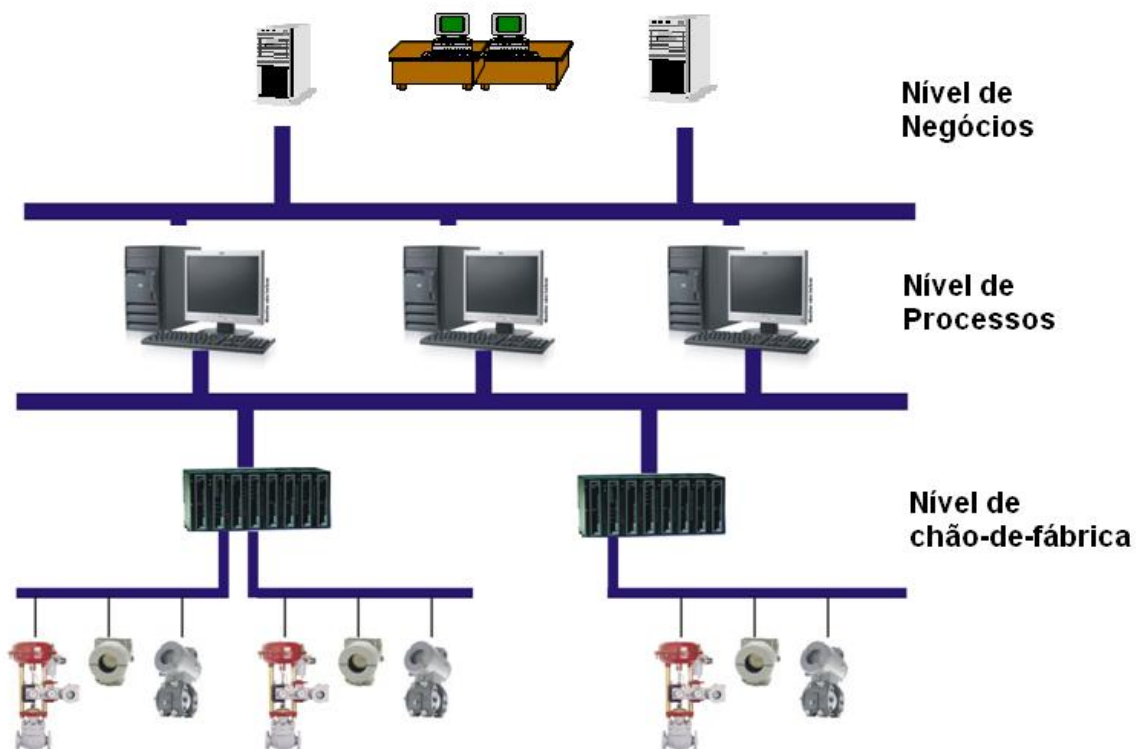 Nível de
Negócios
Nível de
Processos
Nível de
chão-de-fábrica